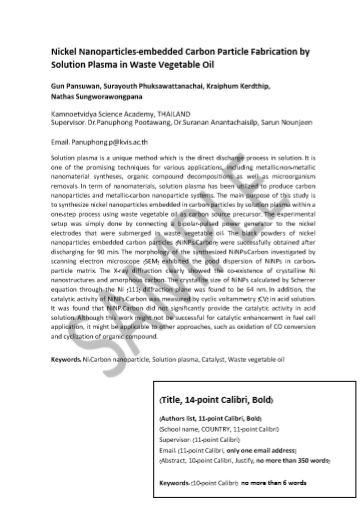 Nickel Nanoparticles-embedded Carbon Particle Fabrication by
Solution Plasma in Waste Vegetable Oil
Gun Pansuwan, Surayouth Phuksawattanachai, Kraiphum Kerdthip,
Nathas Sungworawongpana
Kamnoetvidya Science Academy, THAILAND
Supervisor: Dr.Panuphong Pootawang, Dr.Suranan Anantachaisilp, Sarun Nounjeen
Email. Panuphong.p@kvis.ac.th
Solution plasma is a unique method which is the direct discharge process in solution. It is
one of the promising techniques for various applications, including metallic-non-metallic
nanomaterial syntheses, organic compound decompositions as well as microorganism
removals. In term of nanomaterials, solution plasma has been utilized to produce carbon
nanoparticles and metallic-carbon nanoparticle systems. The main purpose of this study is
to synthesize nickel nanoparticles embedded in carbon particles by solution plasma within a
one-step process using waste vegetable oil as carbon source precursor. The experimental
setup was simply done by connecting a bipolar-pulsed power generator to the nickel
electrodes that were submerged in waste vegetable oil. The black powders of nickel
nanoparticles embedded carbon particles (NiNPs/Carbon) were successfully obtained after
discharging for 90 min. The morphology of the synthesized NiNPs/Carbon investigated by
scanning electron microscope (SEM) exhibited the good dispersion of NiNPs in carbon
particle matrix. The X-ray diffraction clearly showed the co-existence of crystalline Ni
nanostructures and amorphous carbon. The crystallite size of NiNPs calculated by Scherrer
equation through the Ni (111) diffraction plane was found to be 64 nm. In addition, the
catalytic activity of NiNPs/Carbon was measured by cyclic voltammetry (CV) in acid solution.
It was found that NiNP/Carbon did not significantly provide the catalytic activity in acid
solution. Although this work might not be successful for catalytic enhancement in fuel cell
application, it might be applicable to other approaches, such as oxidation of CO conversion
and cyclization of organic compound.
Keywords. Ni/Carbon nanoparticle, Solution plasma, Catalyst, Waste vegetable oil
SAMPLE
(Title, 14-point Calibri, Bold)
(Authors list, 11-point Calibri, Bold)
(School name, COUNTRY, 11-point Calibri)
Supervisor: (11-point Calibri)
Email: (11-point Calibri, only one email address)
(Abstract, 10-point Calibri, Justify, no more than 350 words)
Keywords: (10-point Calibri) no more than 6 words